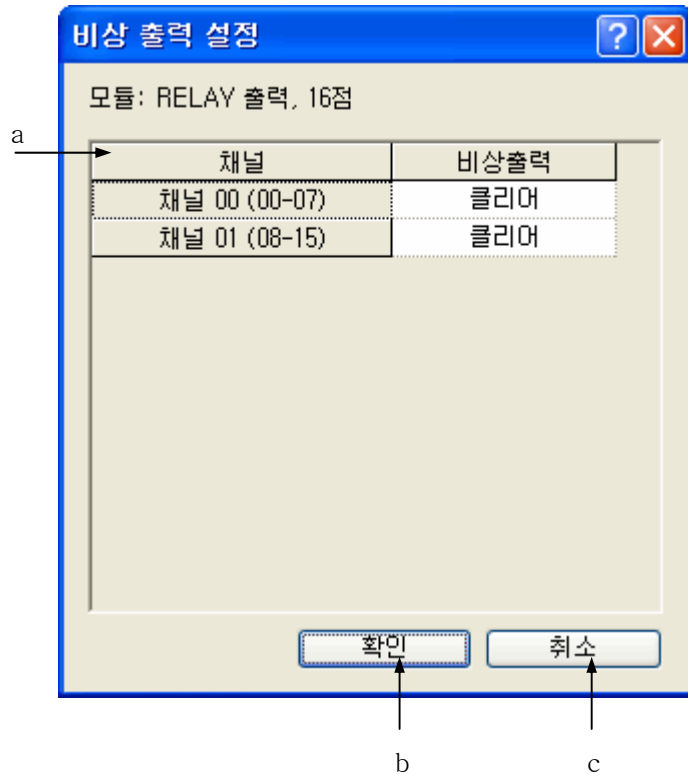 비상 출력 설정
모듈: RELAY 출력, 16점
a
채널 비상출력
채널 00 (00-07) 클리어
채널 01 (08-15) 클리어
확인 취소
b c